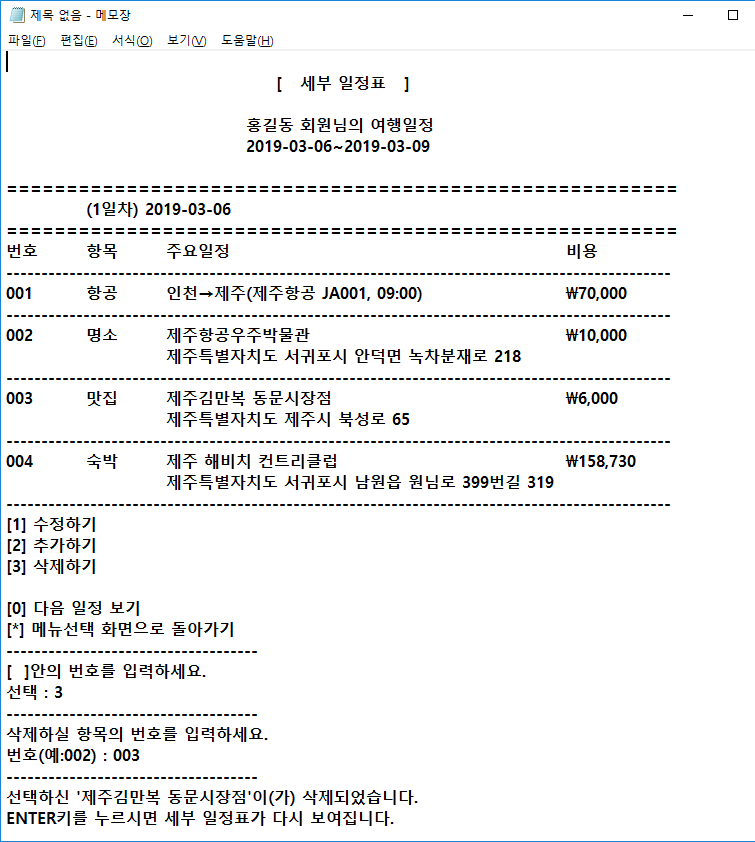 제목 없음 - 메모장
파일(F) 편집(E) 서식(O) 보기(V) 도움말(H)
[ 세부 일정표 ]
홍길동 회원님의 여행일정
2019-03-06~2019-03-09
========================================================
(1일차) 2019-03-06
========================================================
번호 항목 주요일정 비용
-----------------------------------------------------------------------------------------------
001 항공 인천→제주(제주항공 JA001, 09:00) ₩70,000
-----------------------------------------------------------------------------------------------
002 명소 제주항공우주박물관 ₩10,000
제주특별자치도 서귀포시 안덕면 녹차분재로 218
-----------------------------------------------------------------------------------------------
003 맛집 제주김만복 동문시장점 ₩6,000
제주특별자치도 제주시 북성로 65
-----------------------------------------------------------------------------------------------
004 숙박 제주 해비치 컨트리클럽 ₩158,730
제주특별자치도 서귀포시 남원읍 원님로 399번길 319
-----------------------------------------------------------------------------------------------
[1] 수정하기
[2] 추가하기
[3] 삭제하기
[0] 다음 일정 보기
[*] 메뉴선택 화면으로 돌아가기
------------------------------------
[ ]안의 번호를 입력하세요.
선택 : 3
------------------------------------
삭제하실 항목의 번호를 입력하세요.
번호(예:002) : 003
------------------------------------
선택하신 '제주김만복 동문시장점'이(가) 삭제되었습니다.
ENTER키를 누르시면 세부 일정표가 다시 보여집니다.